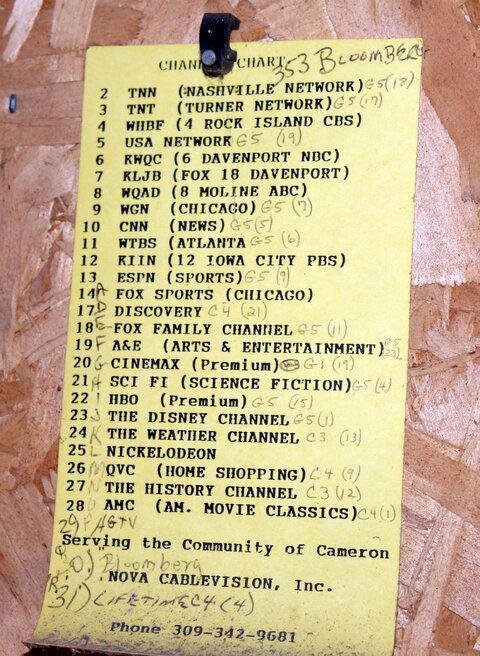 353 BLOOMBERG
CHANNEL CHART
2 TNN (NASHVILLE NETWORK) G5(18)
3 TNT (TURNER NETWORK) G5(17)
4 WHBF (4 ROCK ISLAND CBS)
5 USA NETWORK G5 (19)
6 KWQC (6 DAVENPORT NBC)
7 KLJB (FOX 18 DAVENPORT)
8 WQAD (8 MOLINE ABC)
9 WGN (CHICAGO) G5(7)
10 CNN (NEWS) G5(5)
11 WTBS (ATLANTA G5 (6)
12 KIIN (12 IOWA CITY PBS)
13 ESPN (SPORTS) G5(9)
14 A FOX SPORTS (CHICAGO)
17 D DISCOVERY C4 (21)
18 E FOX FAMILY CHANNEL G5(11)
19 F A&E (ARTS & ENTERTAINMENT) G5
20 G CINEMAX (Premium) G1 (19)
21 H SCI FI (SCIENCE FICTION) G5(4)
22 I HBO (Premium) G5 (15)
23 J THE DISNEY CHANNEL G5(1)
24 K THE WEATHER CHANNEL C3 (13)
25 L NICKELODEON
26 M QVC (HOME SHOPPING) C4 (9)
27 N THE HISTORY CHANNEL C3(12)
28 O AMC (AM. MOVIE CLASSICS) C4(1)
29 P HGTV
Serving the Community of Cameron
Bloomberg
NOVA CABLEVISION, Inc.
R 31) LIFETIME C4 (4)
Phone 309-342-9681